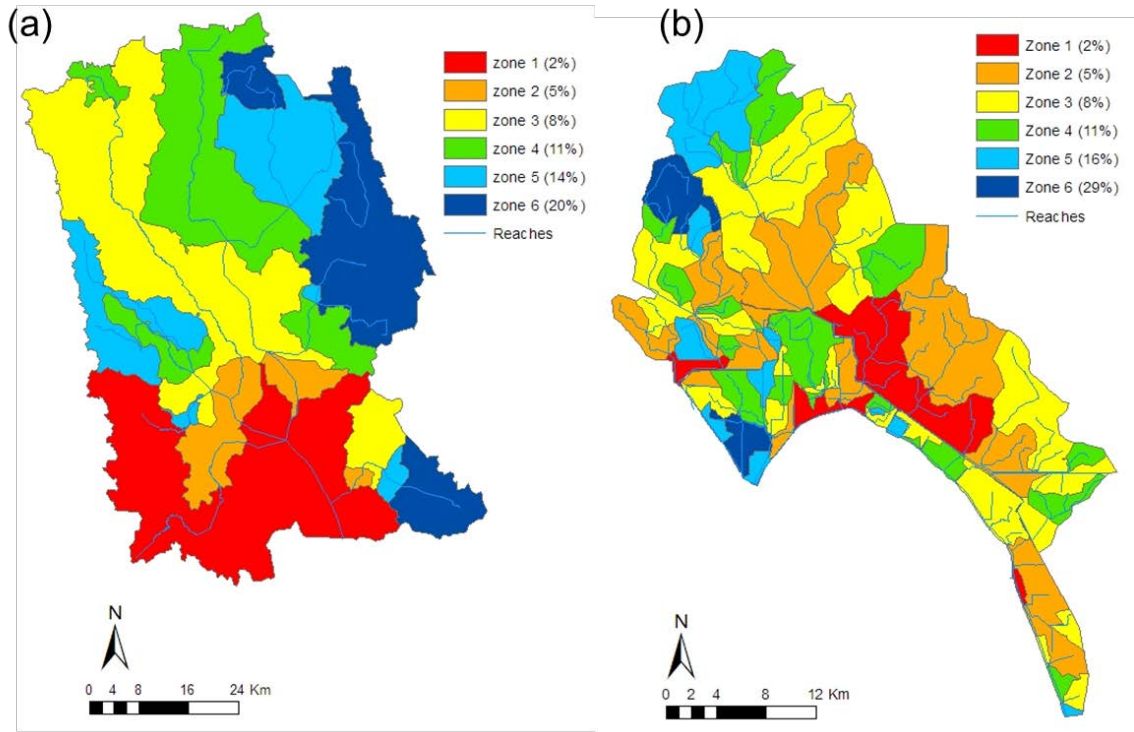 (a)
zone 1 (2%)
zone 2 (5%)
zone 3 (8%)
zone 4 (11%)
zone 5 (14%)
zone 6 (20%)
Reaches
N
0 4 8 16 24 Km
(b)
Zone 1 (2%)
Zone 2 (5%)
Zone 3 (8%)
Zone 4 (11%)
Zone 5 (16%)
Zone 6 (29%)
Reaches
N
0 2 4 8 12 Km